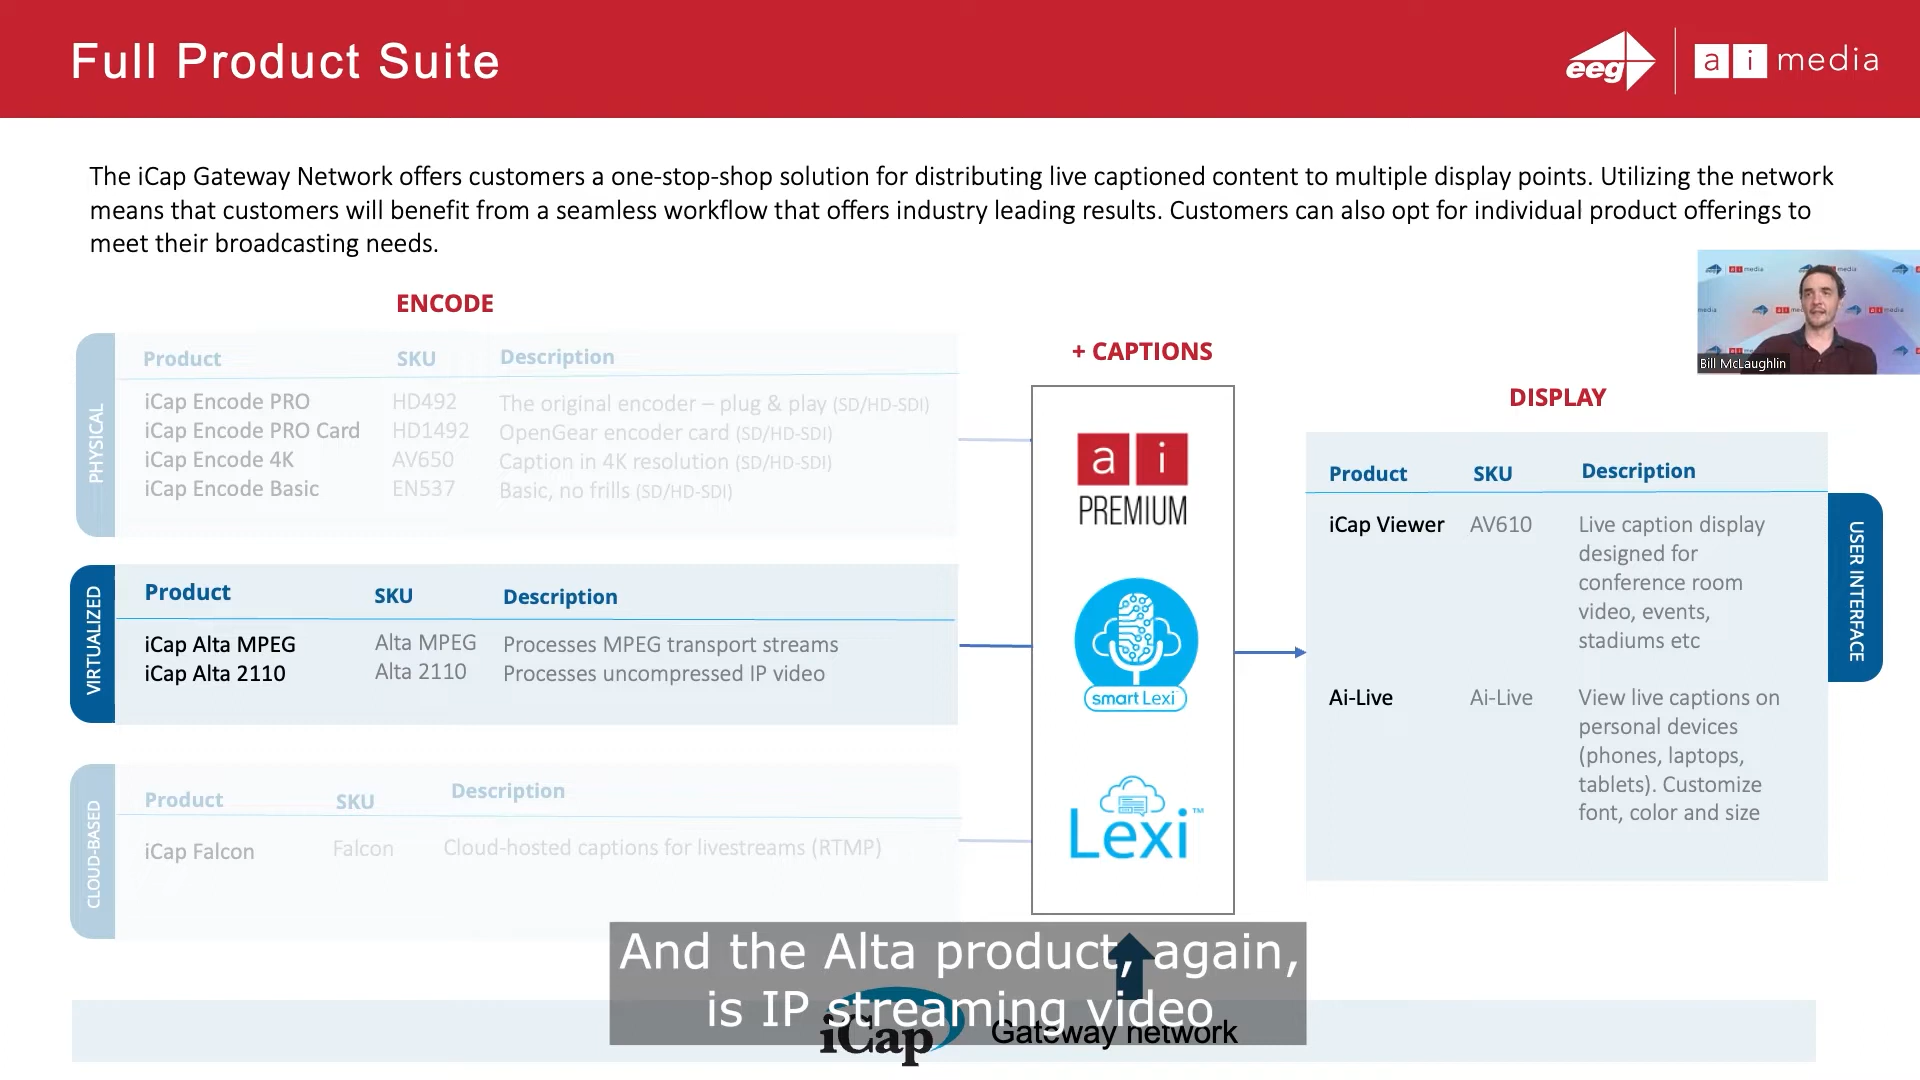 Full Product Suite
eeg
ai media
The iCap Gateway Network offers customers a one-stop-shop solution for distributing live captioned content to multiple display points. Utilizing the network
means that customers will benefit from a seamless workflow that offers industry leading results. Customers can also opt for individual product offerings to
meet their broadcasting needs.
Bill McLaughlin
ENCODE
PHYSICAL
Product SKU Description
iCap Encode PRO HD492 The original encoder – plug & play (SD/HD-SDI)
iCap Encode PRO Card HD1492 OpenGear encoder card (SD/HD-SDI)
iCap Encode 4K AV650 Caption in 4K resolution (SD/HD-SDI)
iCap Encode Basic EN537 Basic, no frills (SD/HD-SDI)
VIRTUALIZED
Product SKU Description
iCap Alta MPEG Alta MPEG Processes MPEG transport streams
iCap Alta 2110 Alta 2110 Processes uncompressed IP video
CLOUD-BASED
Product SKU Description
iCap Falcon Falcon Cloud-hosted captions for livestreams (RTMP)
+ CAPTIONS
ai
PREMIUM
smart Lexi
Lexi™
DISPLAY
Product SKU Description
iCap Viewer AV610 Live caption display
designed for
conference room
video, events,
stadiums etc
Ai-Live Ai-Live View live captions on
personal devices
(phones, laptops,
tablets). Customize
font, color and size
USER INTERFACE
And the Alta product, again,
is IP streaming video
iCap Gateway network